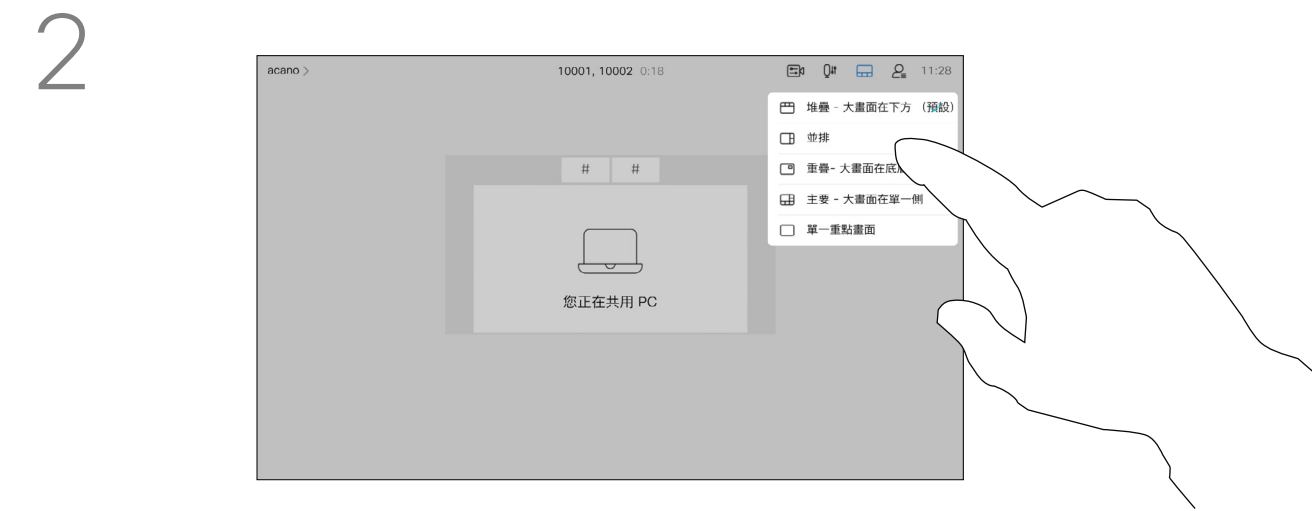 2
acano >
10001, 10002 0:18
11:28
堆疊 - 大畫面在下方 (預設)
並排
重疊- 大畫面在底
主要 - 大畫面在單一側
單一重點畫面
# #
您正在共用 PC